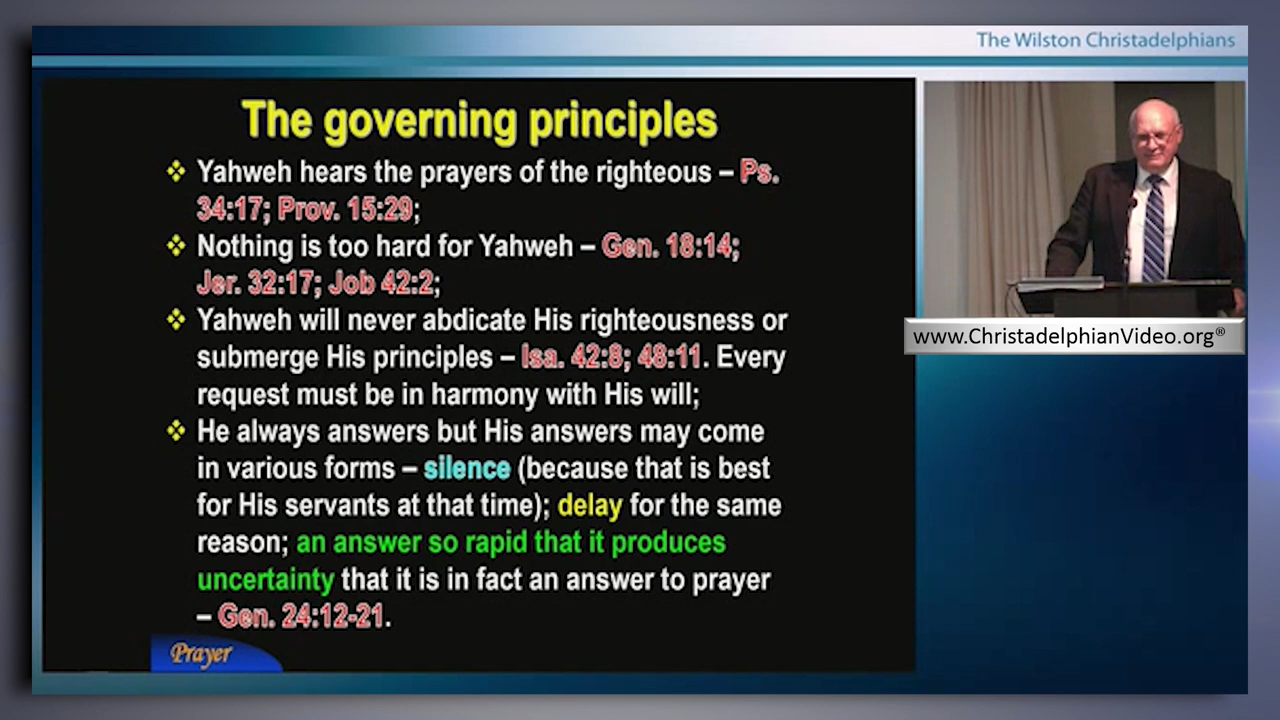 The Wilston Christadelphians
The governing principles
❖ Yahweh hears the prayers of the righteous – Ps.
34:17; Prov. 15:29;
❖ Nothing is too hard for Yahweh – Gen. 18:14;
Jer. 32:17; Job 42:2;
❖ Yahweh will never abdicate His righteousness or
submerge His principles – Isa. 42:8; 48:11. Every
request must be in harmony with His will;
❖ He always answers but His answers may come
in various forms – silence (because that is best
for His servants at that time); delay for the same
reason; an answer so rapid that it produces
uncertainty that it is in fact an answer to prayer
– Gen. 24:12-21.
Prayer
www.ChristadelphianVideo.org®